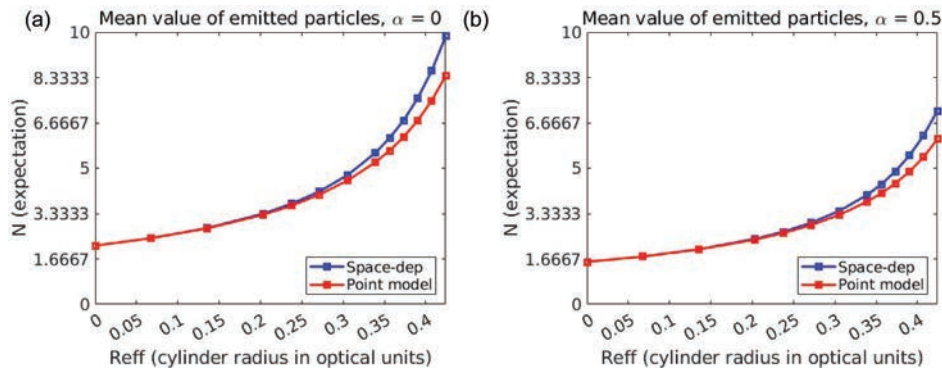 (a)
Mean value of emitted particles, α = 0
N (expectation)
10
8.3333
6.6667
5
3.3333
1.6667
0
Space-dep
Point model
0
0.05
0.1
0.15
0.2
0.25
0.3
0.35
0.4
Reff (cylinder radius in optical units)
(b)
Mean value of emitted particles, α = 0.5
N (expectation)
10
8.3333
6.6667
5
3.3333
1.6667
0
Space-dep
Point model
0
0.05
0.1
0.15
0.2
0.25
0.3
0.35
0.4
Reff (cylinder radius in optical units)